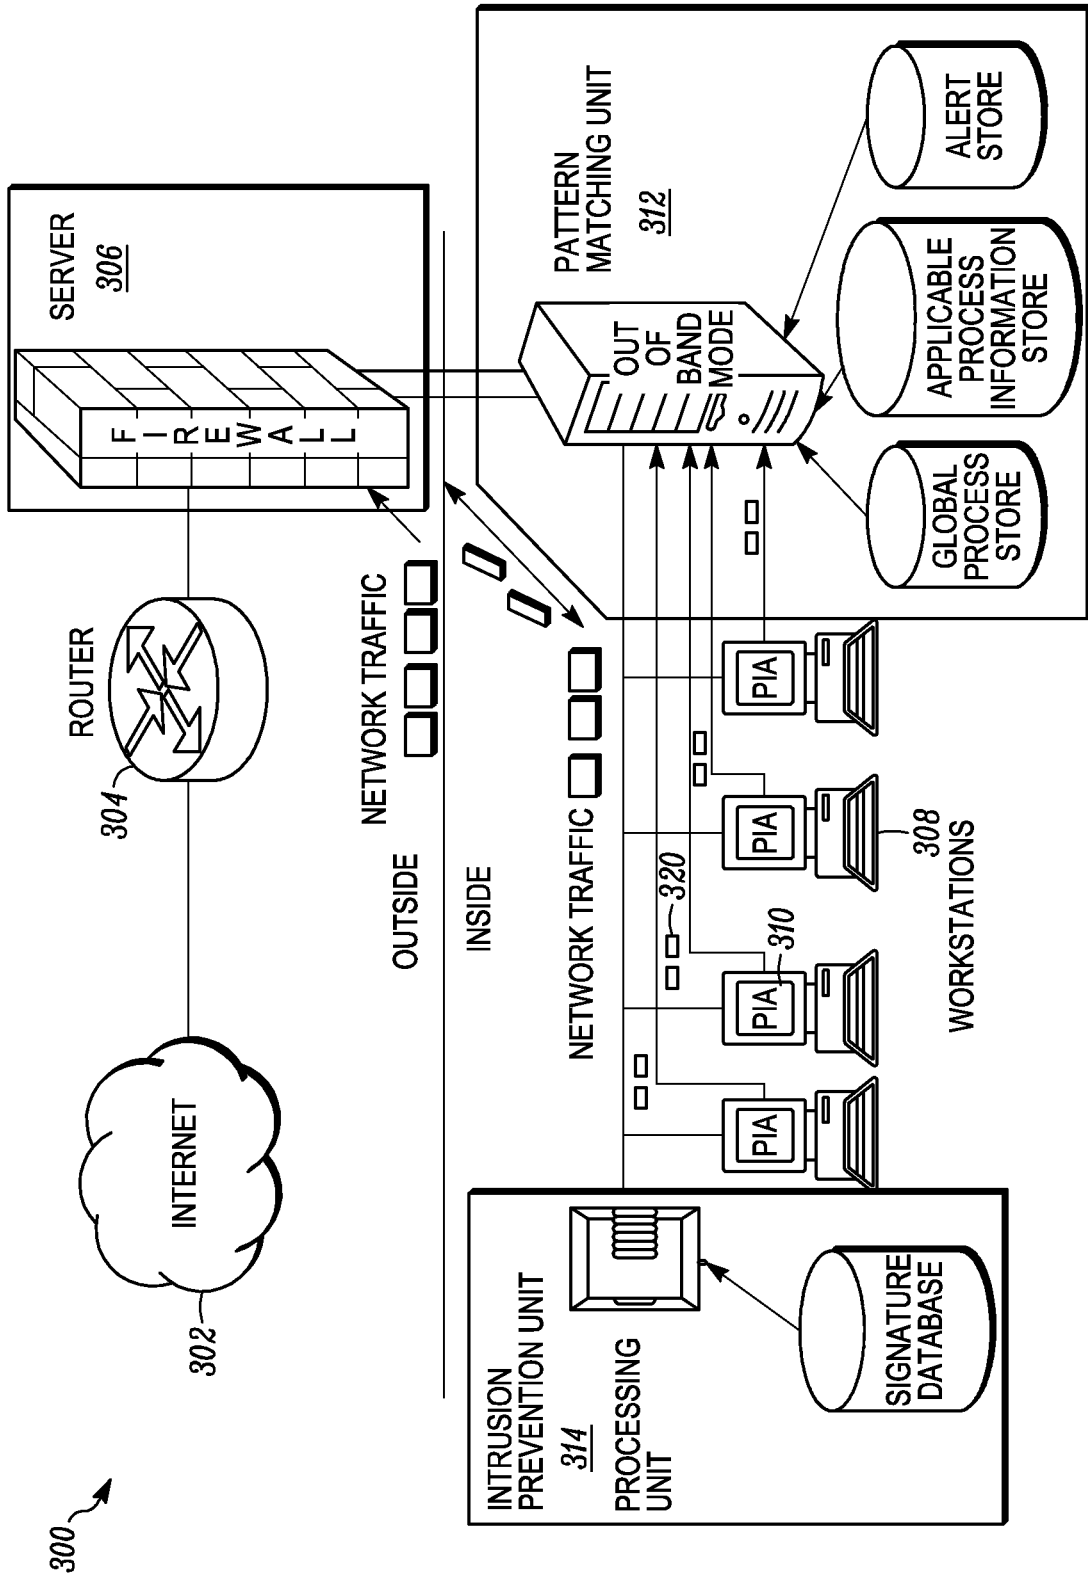 300
INTERNET
302
ROUTER
304
SERVER
306
FIREWALL
NETWORK TRAFFIC
OUTSIDE
INSIDE
NETWORK TRAFFIC
INTRUSION
PREVENTION UNIT
314
PROCESSING
UNIT
SIGNATURE
DATABASE
PIA
PIA
310
PIA
PIA
320
308
WORKSTATIONS
PATTERN
MATCHING UNIT
312
OUT
OF
BAND
MODE
GLOBAL
PROCESS
STORE
APPLICABLE
PROCESS
INFORMATION
STORE
ALERT
STORE